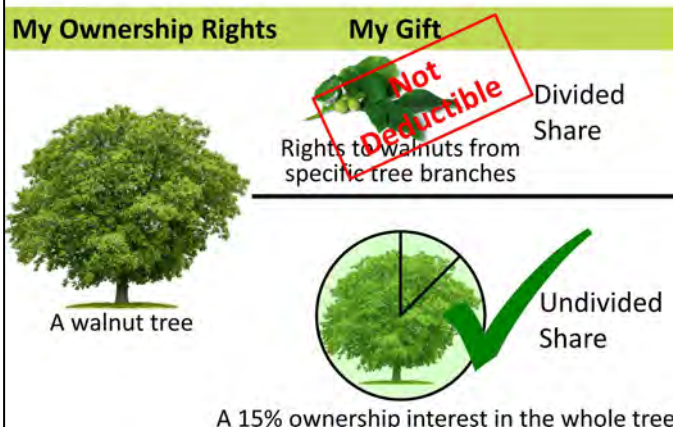 My Ownership Rights
My Gift
Not
Deductible
Divided
Share
Rights to walnuts from
specific tree branches
A walnut tree
Undivided
Share
A 15% ownership interest in the whole tree